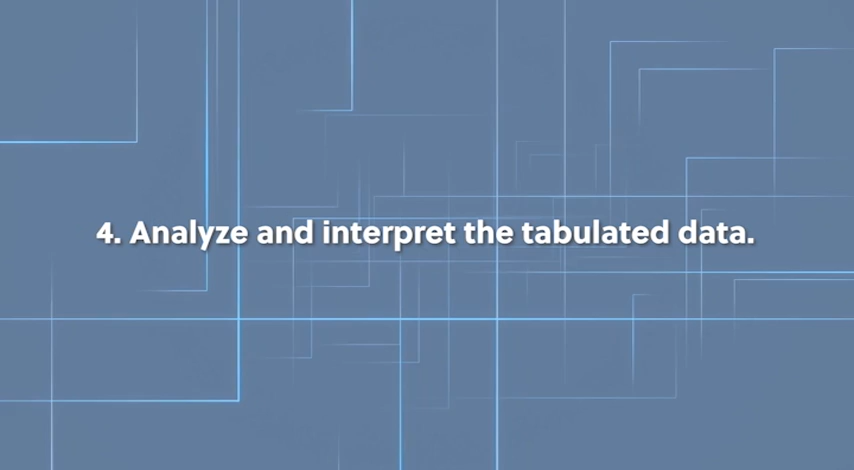 4. Analyze and interpret the tabulated data.